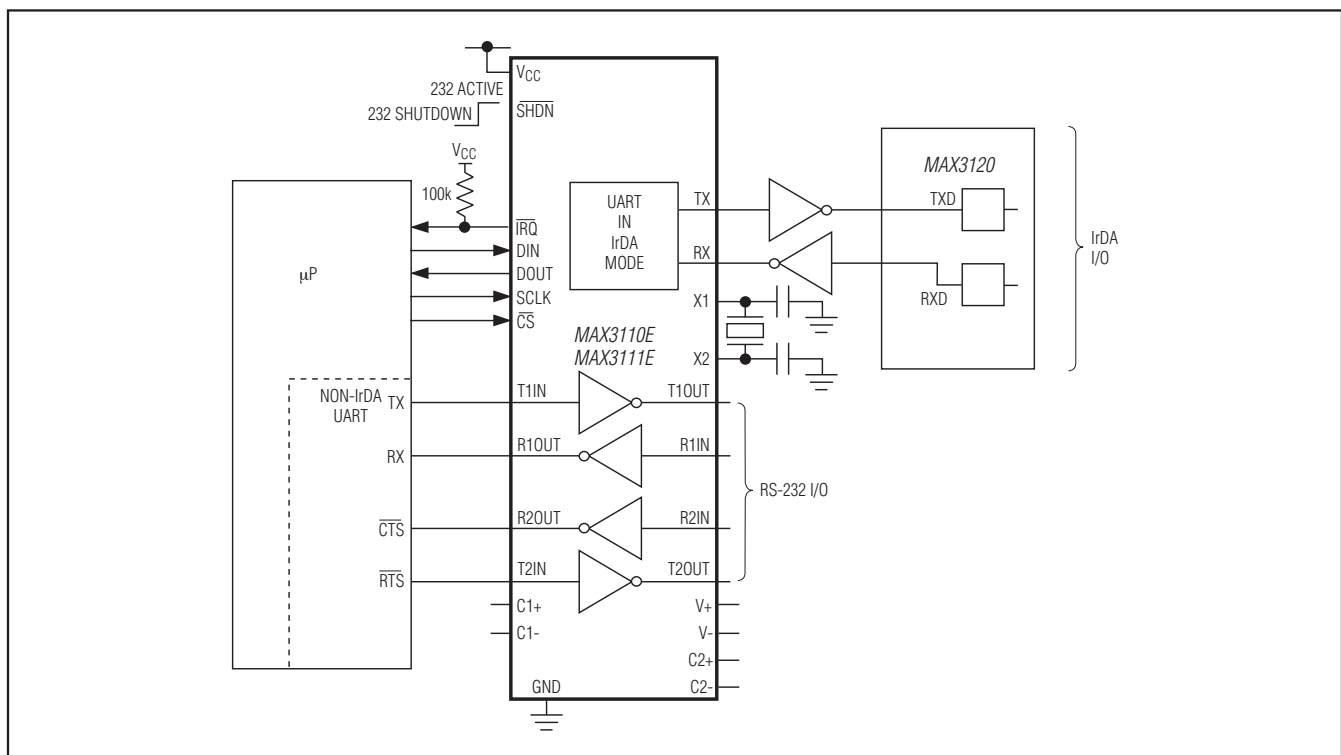 VCC
232 ACTIVE
232 SHUTDOWN
SHDN
VCC
100k
µP
IRQ
DIN
DOUT
SCLK
CS
UART
IN
IrDA
MODE
TX
RX
X1
X2
MAX3110E
MAX3111E
MAX3120
TXD
RXD
IrDA
I/O
NON-IrDA
UART
TX
RX
CTS
RTS
T1IN
R1OUT
R2OUT
T2IN
T1OUT
R1IN
R2IN
T2OUT
RS-232 I/O
C1+
C1-
V+
V-
C2+
C2-
GND